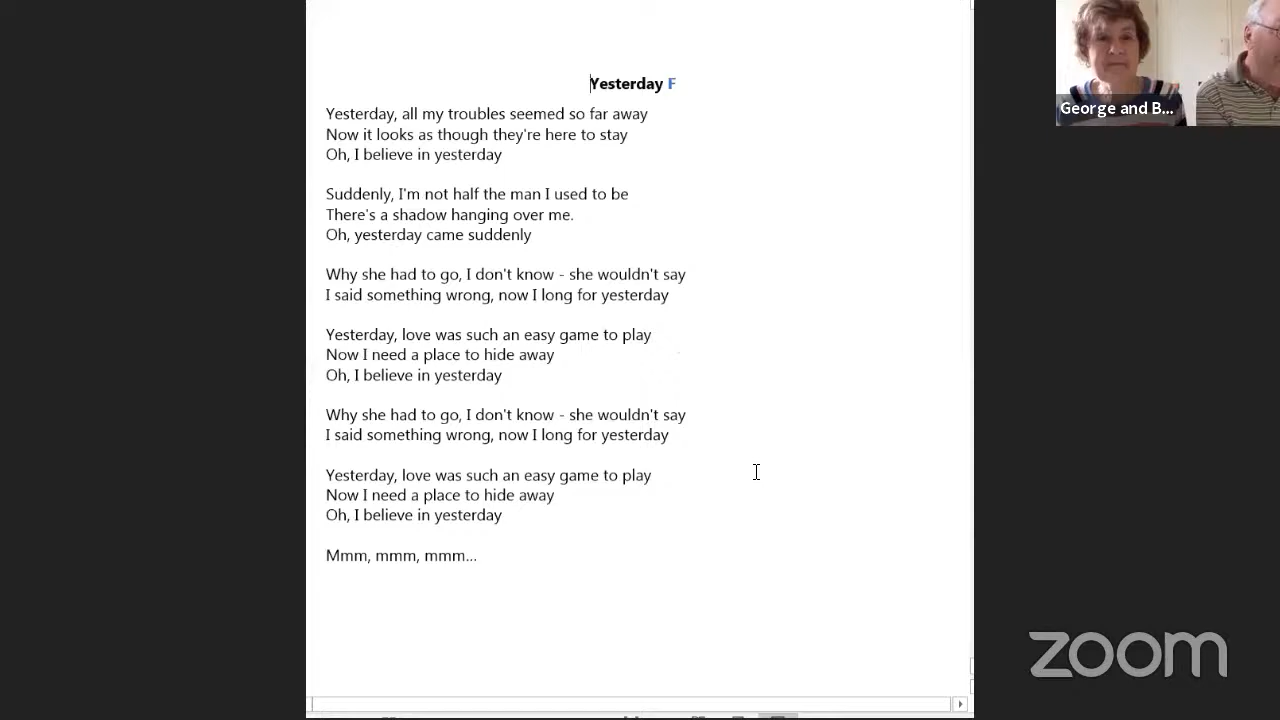 Yesterday F
Yesterday, all my troubles seemed so far away
Now it looks as though they're here to stay
Oh, I believe in yesterday
Suddenly, I'm not half the man I used to be
There's a shadow hanging over me.
Oh, yesterday came suddenly
Why she had to go, I don't know - she wouldn't say
I said something wrong, now I long for yesterday
Yesterday, love was such an easy game to play
Now I need a place to hide away
Oh, I believe in yesterday
Why she had to go, I don't know - she wouldn't say
I said something wrong, now I long for yesterday
Yesterday, love was such an easy game to play
Now I need a place to hide away
Oh, I believe in yesterday
Mmm, mmm, mmm...
George and B...
zoom